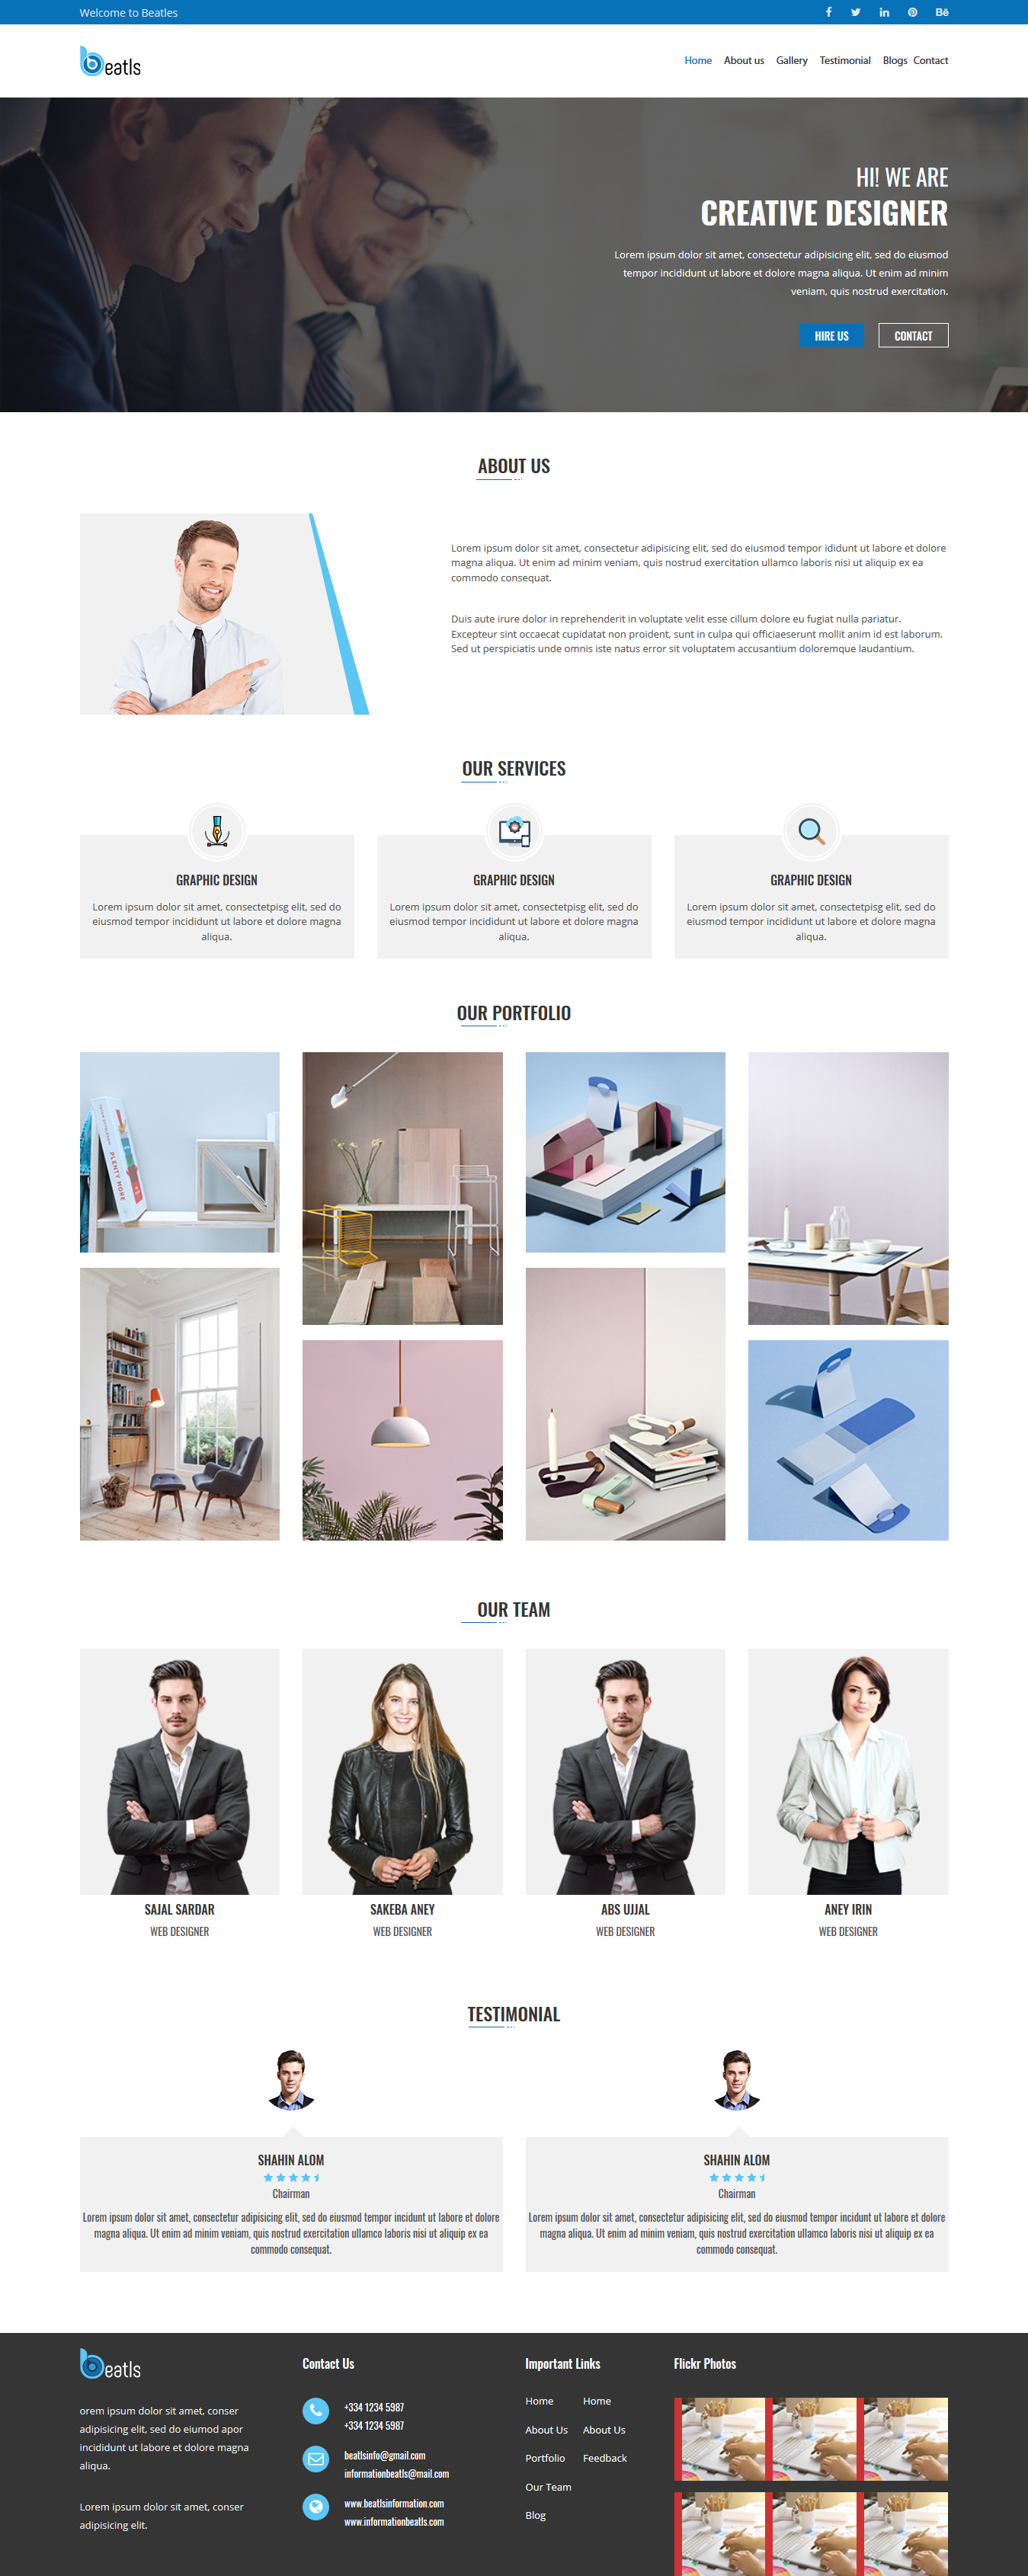 Welcome to Beatles
Bē
beatls
Home About us Gallery Testimonial Blogs Contact
HI! WE ARE
CREATIVE DESIGNER
Lorem ipsum dolor sit amet, consectetur adipisicing elit, sed do eiusmod
tempor incididunt ut labore et dolore magna aliqua. Ut enim ad minim
veniam, quis nostrud exercitation.
HIRE US CONTACT
ABOUT US
Lorem ipsum dolor sit amet, consectetur adipisicing elit, sed do eiusmod tempor ididunt ut labore et dolore
magna aliqua. Ut enim ad minim veniam, quis nostrud exercitation ullamco laboris nisi ut aliquip ex ea
commodo consequat.
Duis aute irure dolor in reprehenderit in voluptate velit esse cillum dolore eu fugiat nulla pariatur.
Excepteur sint occaecat cupidatat non proident, sunt in culpa qui officiaeserunt mollit anim id est laborum.
Sed ut perspiciatis unde omnis iste natus error sit voluptatem accusantium doloremque laudantium.
OUR SERVICES
GRAPHIC DESIGN
Lorem ipsum dolor sit amet, consectetpisg elit, sed do
eiusmod tempor incididunt ut labore et dolore magna
aliqua.
GRAPHIC DESIGN
Lorem ipsum dolor sit amet, consectetpisg elit, sed do
eiusmod tempor incididunt ut labore et dolore magna
aliqua.
GRAPHIC DESIGN
Lorem ipsum dolor sit amet, consectetpisg elit, sed do
eiusmod tempor incididunt ut labore et dolore magna
aliqua.
OUR PORTFOLIO
PLENTY MORE
OUR TEAM
SAJAL SARDAR
WEB DESIGNER
SAKEBA ANEY
WEB DESIGNER
ABS UJJAL
WEB DESIGNER
ANEY IRIN
WEB DESIGNER
TESTIMONIAL
SHAHIN ALOM
Chairman
Lorem ipsum dolor sit amet, consectetur adipisicing elit, sed do eiusmod tempor incididunt ut labore et dolore
magna aliqua. Ut enim ad minim veniam, quis nostrud exercitation ullamco laboris nisi ut aliquip ex ea
commodo consequat.
SHAHIN ALOM
Chairman
Lorem ipsum dolor sit amet, consectetur adipisicing elit, sed do eiusmod tempor incididunt ut labore et dolore
magna aliqua. Ut enim ad minim veniam, quis nostrud exercitation ullamco laboris nisi ut aliquip ex ea
commodo consequat.
beatls
orem ipsum dolor sit amet, conser
adipisicing elit, sed do eiumod apor
incididunt ut labore et dolore magna
aliqua.
Lorem ipsum dolor sit amet, conser
adipisicing elit.
Contact Us
+334 1234 5987
+334 1234 5987
beatlsinfo@gmail.com
informationbeatls@mail.com
www.beatlsinformation.com
www.informationbeatls.com
Important Links
Home Home
About Us About Us
Portfolio Feedback
Our Team
Blog
Flickr Photos